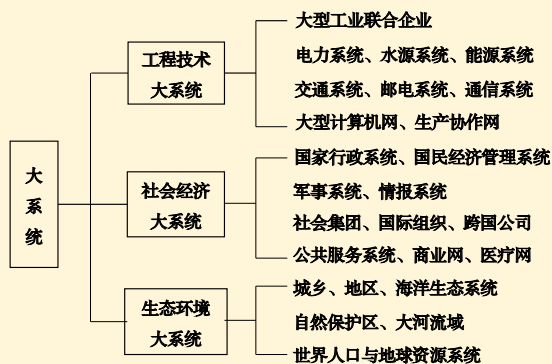 大系统
工程技术
大系统
大型工业联合企业
电力系统、水源系统、能源系统
交通系统、邮电系统、通信系统
大型计算机网、生产协作网
社会经济
大系统
国家行政系统、国民经济管理系统
军事系统、情报系统
社会集团、国际组织、跨国公司
公共服务系统、商业网、医疗网
生态环境
大系统
城乡、地区、海洋生态系统
自然保护区、大河流域
世界人口与地球资源系统